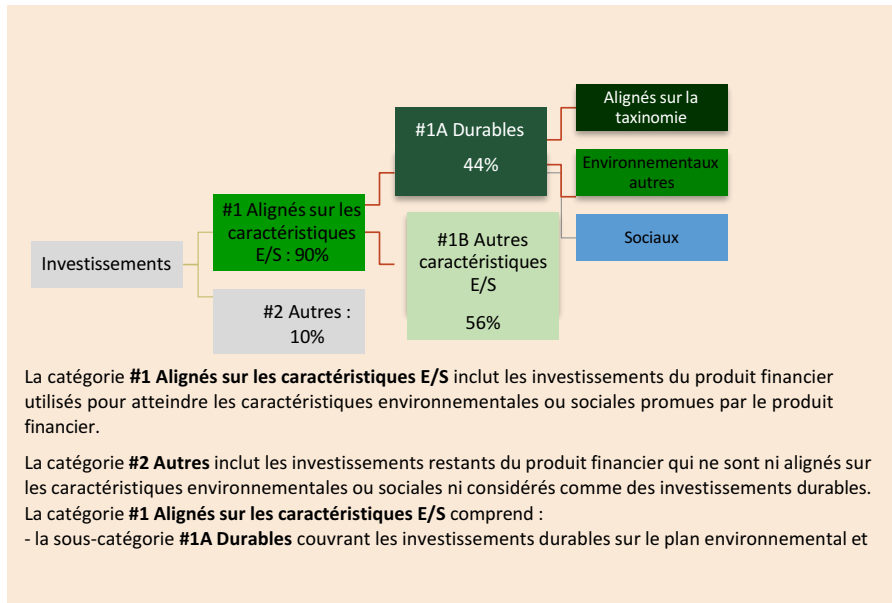 Investissements
#1 Alignés sur les
caractéristiques
E/S : 90%
#2 Autres :
10%
#1A Durables
44%
#1B Autres
caractéristiques
E/S
56%
Alignés sur la
taxinomie
Environnementaux
autres
Sociaux
La catégorie #1 Alignés sur les caractéristiques E/S inclut les investissements du produit financier
utilisés pour atteindre les caractéristiques environnementales ou sociales promues par le produit
financier.
La catégorie #2 Autres inclut les investissements restants du produit financier qui ne sont ni alignés sur
les caractéristiques environnementales ou sociales ni considérés comme des investissements durables.
La catégorie #1 Alignés sur les caractéristiques E/S comprend :
- la sous-catégorie #1A Durables couvrant les investissements durables sur le plan environnemental et